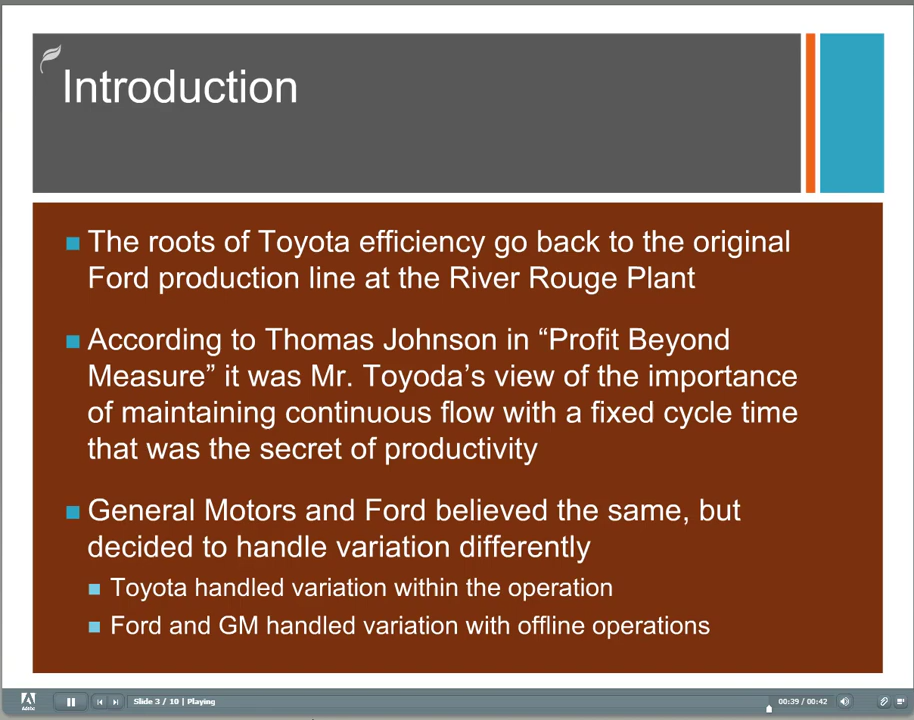 Introduction
The roots of Toyota efficiency go back to the original
Ford production line at the River Rouge Plant
According to Thomas Johnson in “Profit Beyond
Measure” it was Mr. Toyoda’s view of the importance
of maintaining continuous flow with a fixed cycle time
that was the secret of productivity
General Motors and Ford believed the same, but
decided to handle variation differently
Toyota handled variation within the operation
Ford and GM handled variation with offline operations
Adobe
Slide 3 / 10 | Playing
00:39 / 00:42